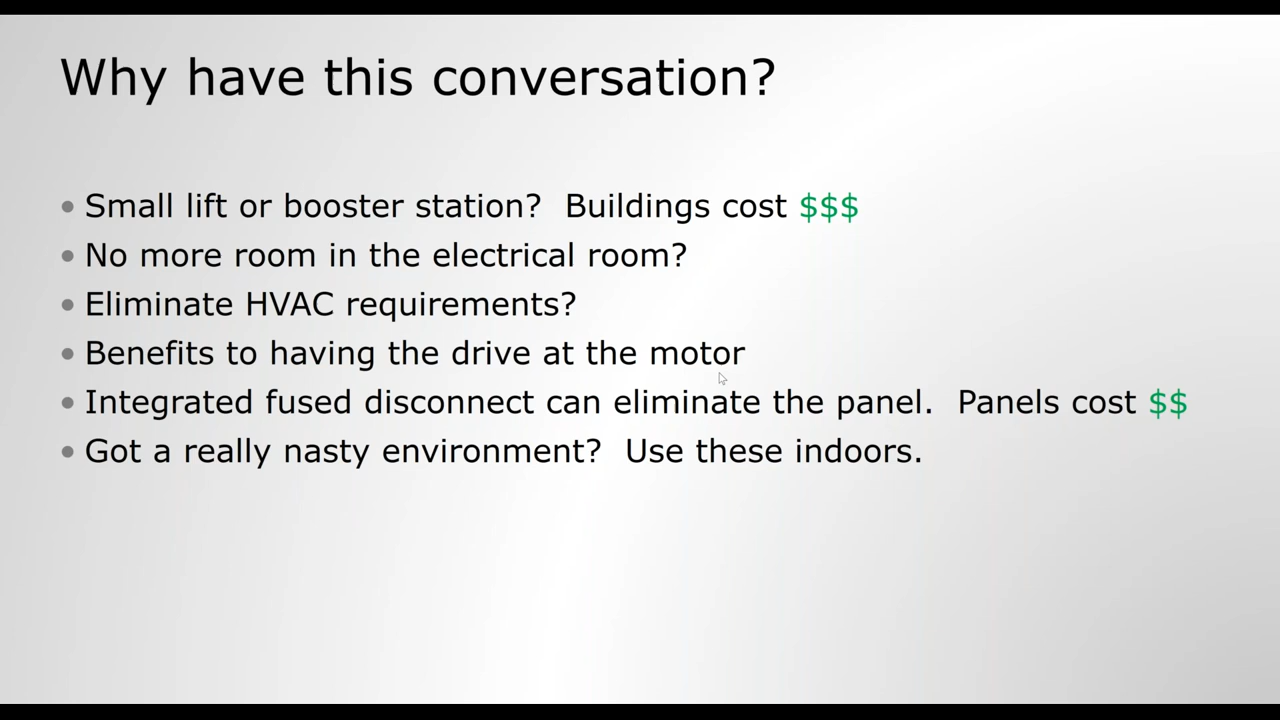 Why have this conversation?
• Small lift or booster station?  Buildings cost $$$
• No more room in the electrical room?
• Eliminate HVAC requirements?
• Benefits to having the drive at the motor
• Integrated fused disconnect can eliminate the panel.  Panels cost $$
• Got a really nasty environment?  Use these indoors.